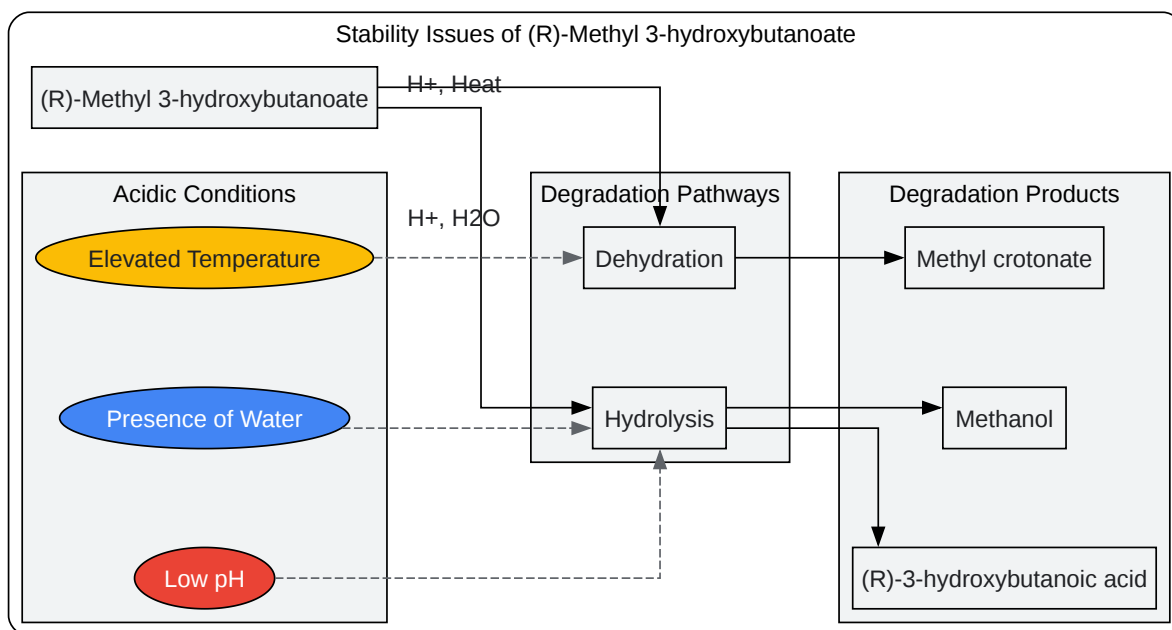 Stability Issues of (R)-Methyl 3-hydroxybutanoate
(R)-Methyl 3-hydroxybutanoate
H+, Heat
Acidic Conditions
Degradation Pathways
Degradation Products
H+, H2O
Elevated Temperature
Dehydration
Methyl crotonate
Presence of Water
Hydrolysis
Methanol
Low pH
(R)-3-hydroxybutanoic acid